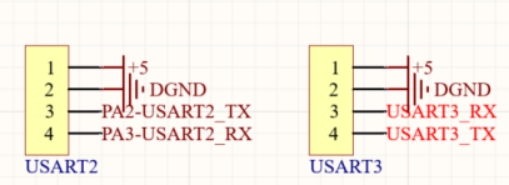 1 +5
2 DGND
3 PA2-USART2_TX
4 PA3-USART2_RX
USART2
1 +5
2 DGND
3 USART3_RX
4 USART3_TX
USART3